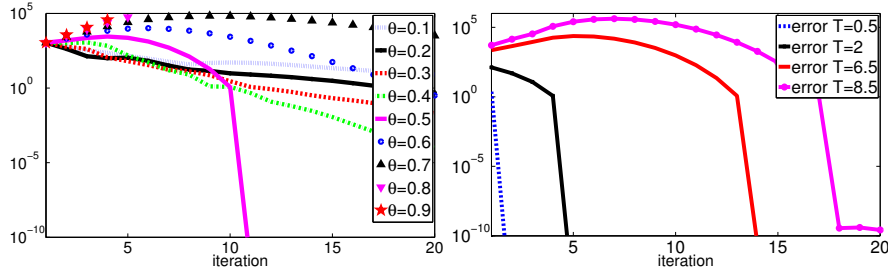 10^5
10^0
10^-5
10^-10
5
10
15
20
iteration
θ=0.1
θ=0.2
θ=0.3
θ=0.4
θ=0.5
θ=0.6
θ=0.7
θ=0.8
θ=0.9
10^5
10^0
10^-5
10^-10
5
10
15
20
iteration
error T=0.5
error T=2
error T=6.5
error T=8.5